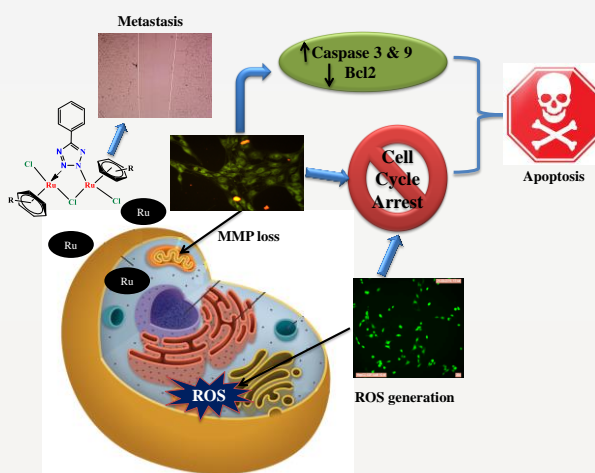 Metastasis
Caspase 3 & 9
Bcl2
Cell
Cycle
Arrest
Apoptosis
N N
N N
Cl
R
Ru Ru
R
Cl
Cl
Ru
Ru
Ru
MMP loss
ROS
ROS generation